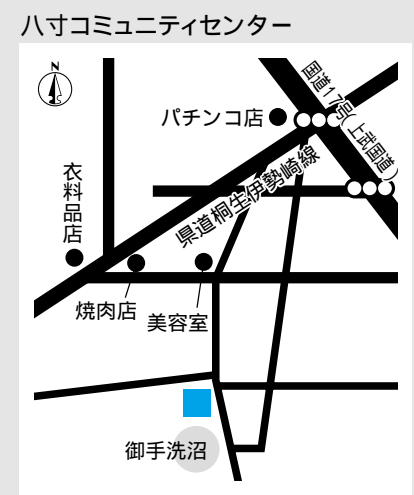 八寸コミュニティセンター
N
国道17号(上武国道)
パチンコ店
県道桐生伊勢崎線
衣料品店
焼肉店
美容室
御手洗沼